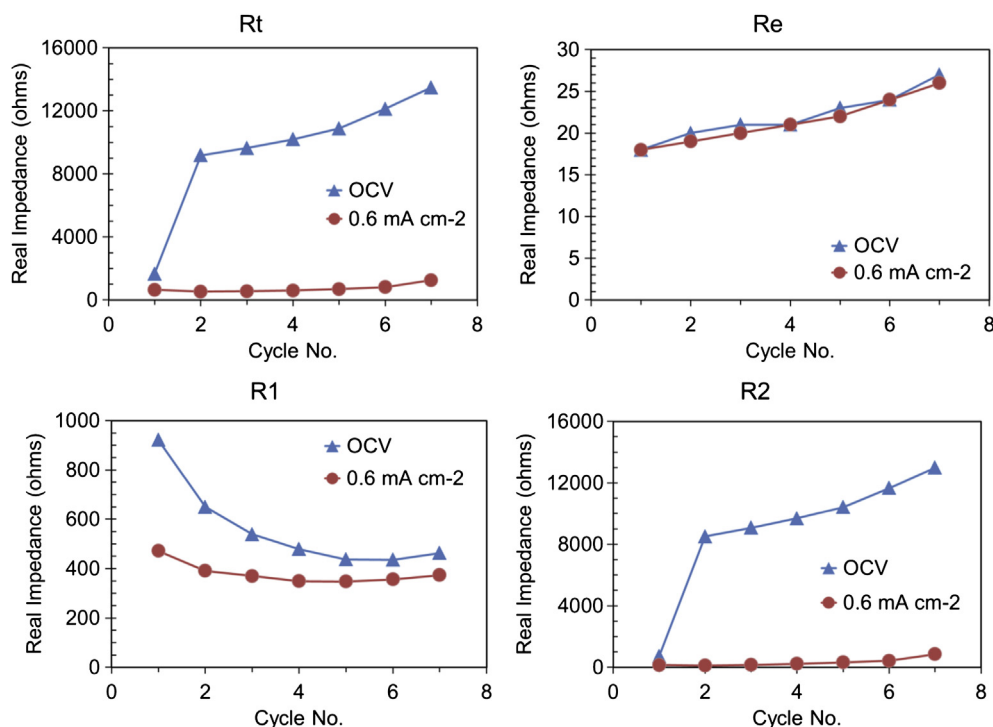 Rt
Real Impedance (ohms)
16000
12000
8000
4000
0
OCV
0.6 mA cm-2
0 2 4 6 8
Cycle No.
Re
Real Impedance (ohms)
30
25
20
15
10
5
0
OCV
0.6 mA cm-2
0 2 4 6 8
Cycle No.
R1
Real Impedance (ohms)
1000
800
600
400
200
0
OCV
0.6 mA cm-2
0 2 4 6 8
Cycle No.
R2
Real Impedance (ohms)
16000
12000
8000
4000
0
OCV
0.6 mA cm-2
0 2 4 6 8
Cycle No.